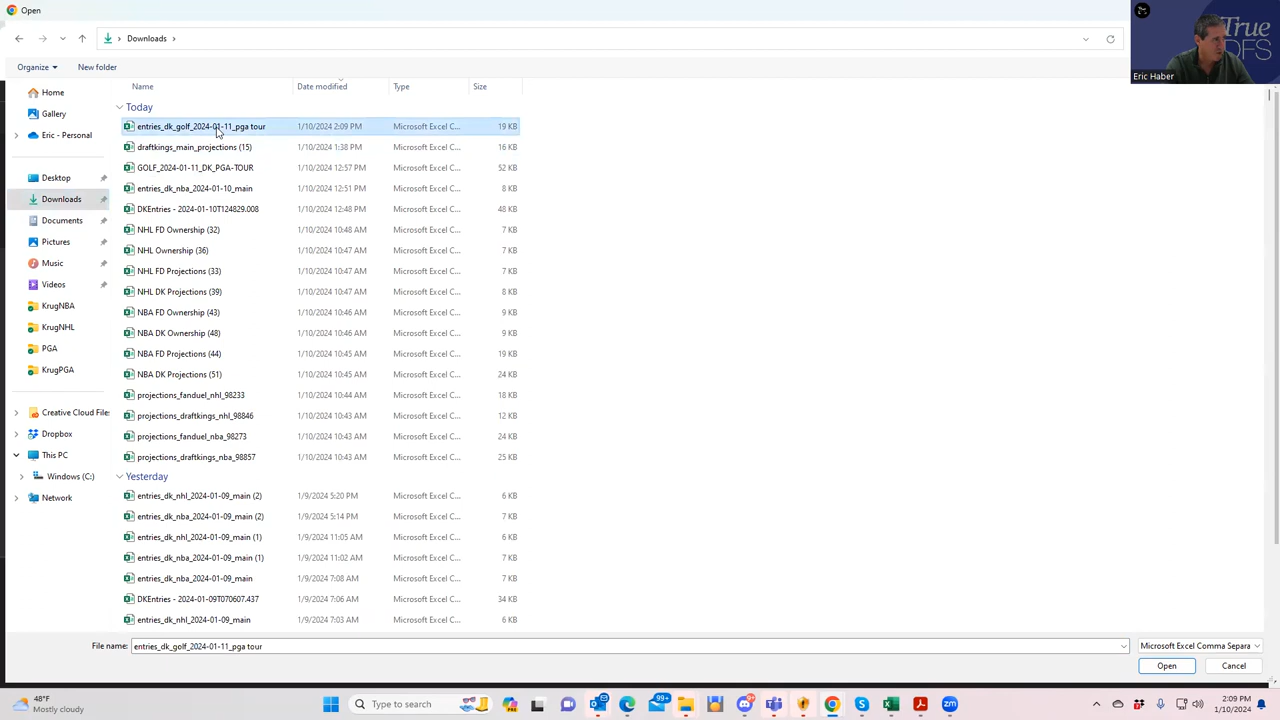 Open
True
DFS
Eric Haber
Downloads
Organize
New folder
Name Date modified Type Size
Home
Gallery
Eric - Personal
Desktop
Downloads
Documents
Pictures
Music
Videos
KrugNBA
KrugNHL
PGA
KrugPGA
Creative Cloud File:
Dropbox
This PC
Windows (C:)
Network
Today
entries_dk_golf_2024-01-11_pga tour 1/10/2024 2:09 PM Microsoft Excel C... 19 KB
draftkings_main_projections (15) 1/10/2024 1:38 PM Microsoft Excel C... 16 KB
GOLF_2024-01-11_DK_PGA-TOUR 1/10/2024 12:57 PM Microsoft Excel C... 52 KB
entries_dk_nba_2024-01-10_main 1/10/2024 12:51 PM Microsoft Excel C... 8 KB
DKEntries - 2024-01-10T124829.008 1/10/2024 12:48 PM Microsoft Excel C... 48 KB
NHL FD Ownership (32) 1/10/2024 10:48 AM Microsoft Excel C... 7 KB
NHL Ownership (36) 1/10/2024 10:47 AM Microsoft Excel C... 7 KB
NHL FD Projections (33) 1/10/2024 10:47 AM Microsoft Excel C... 7 KB
NHL DK Projections (39) 1/10/2024 10:47 AM Microsoft Excel C... 8 KB
NBA FD Ownership (43) 1/10/2024 10:46 AM Microsoft Excel C... 9 KB
NBA DK Ownership (48) 1/10/2024 10:46 AM Microsoft Excel C... 9 KB
NBA FD Projections (44) 1/10/2024 10:45 AM Microsoft Excel C... 19 KB
NBA DK Projections (51) 1/10/2024 10:45 AM Microsoft Excel C... 24 KB
projections_fanduel_nhl_98233 1/10/2024 10:44 AM Microsoft Excel C... 18 KB
projections_draftkings_nhl_98846 1/10/2024 10:43 AM Microsoft Excel C... 12 KB
projections_fanduel_nba_98273 1/10/2024 10:43 AM Microsoft Excel C... 24 KB
projections_draftkings_nba_98857 1/10/2024 10:43 AM Microsoft Excel C... 25 KB
Yesterday
entries_dk_nhl_2024-01-09_main (2) 1/9/2024 5:20 PM Microsoft Excel C... 6 KB
entries_dk_nba_2024-01-09_main (2) 1/9/2024 5:14 PM Microsoft Excel C... 7 KB
entries_dk_nhl_2024-01-09_main (1) 1/9/2024 11:05 AM Microsoft Excel C... 6 KB
entries_dk_nba_2024-01-09_main (1) 1/9/2024 11:02 AM Microsoft Excel C... 7 KB
entries_dk_nba_2024-01-09_main 1/9/2024 7:08 AM Microsoft Excel C... 7 KB
DKEntries - 2024-01-09T070607.437 1/9/2024 7:06 AM Microsoft Excel C... 34 KB
entries_dk_nhl_2024-01-09_main 1/9/2024 7:03 AM Microsoft Excel C... 6 KB
File name: entries_dk_golf_2024-01-11_pga tour Microsoft Excel Comma Separa
Open Cancel
48°F
Mostly cloudy
Type to search
99+
2:09 PM
1/10/2024